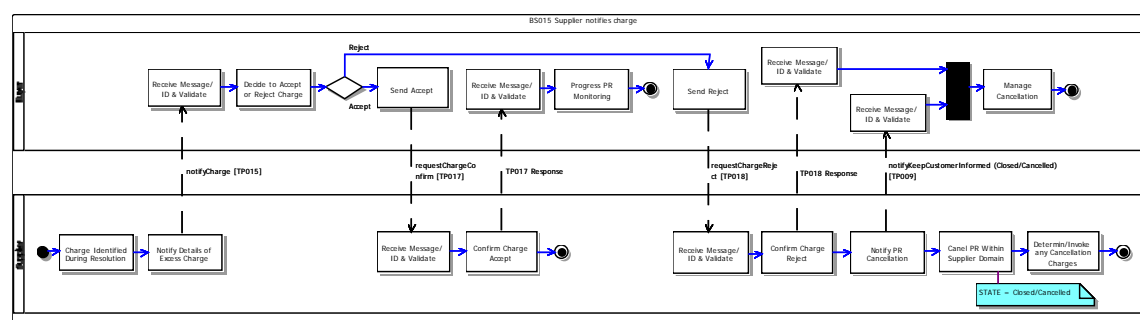 BS015 Supplier notifies charge
Reject
Receive Message/
ID & Validate
Decide to Accept
or Reject Charge
Accept
Send Accept
Receive Message/
ID & Validate
Progress PR
Monitoring
Send Reject
Receive Message/
ID & Validate
Receive Message/
ID & Validate
Manage
Cancellation
notifyCharge [TP015]
requestChargeCo
nfirm [TP017]
TP017 Response
requestChargeReje
ct [TP018]
TP018 Response
notifyKeepCustomerInformed (Closed/Cancelled)
[TP009]
Charge Identified
During Resolution
Notify Details of
Excess Charge
Receive Message/
ID & Validate
Confirm Charge
Accept
Receive Message/
ID & Validate
Confirm Charge
Reject
Notify PR
Cancellation
Canel PR Within
Supplier Domain
Determin/Invoke
any Cancellation
Charges
STATE = Closed/Cancelled